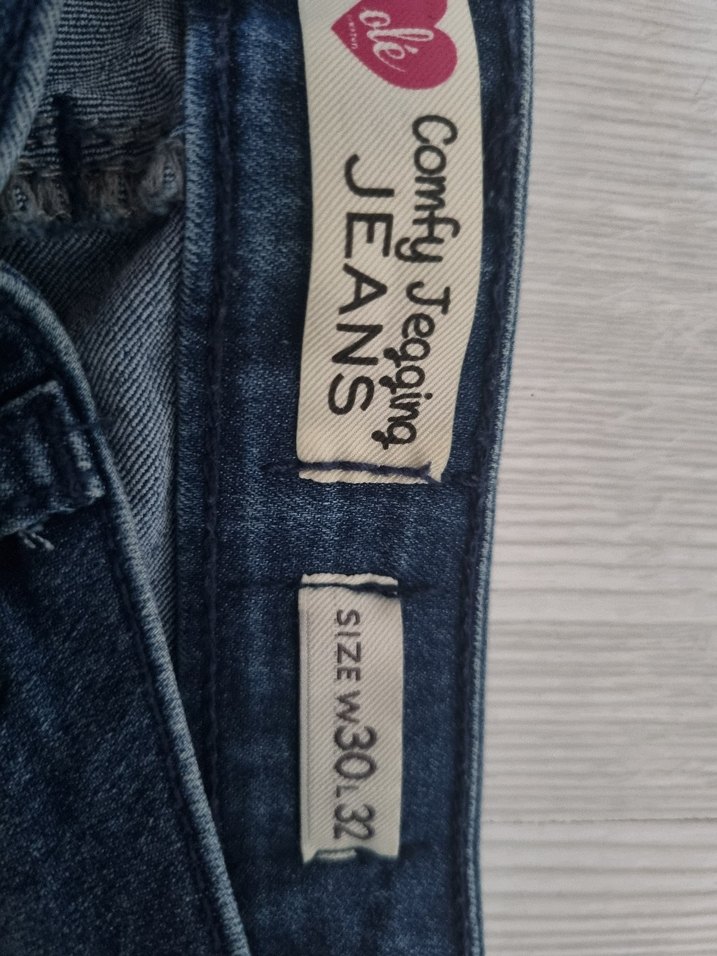 olé
Comfy Jegging
JEANS
SIZE W30 L32